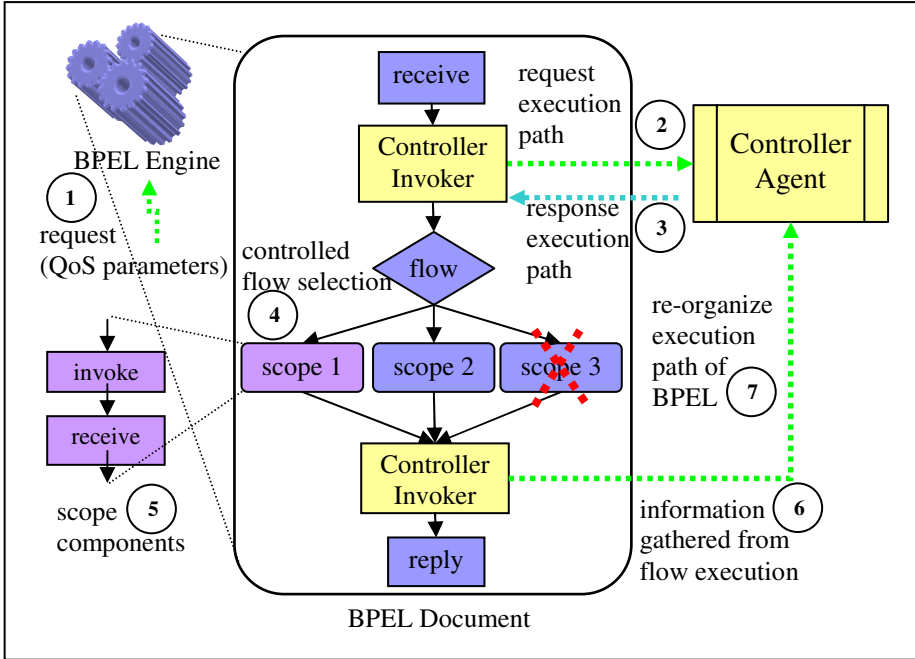 BPEL Engine
1
request
(QoS parameters)
receive
Controller
Invoker
request
execution
path
2
Controller
Agent
response
execution
path
3
flow
controlled
flow selection
4
scope 1
scope 2
scope 3
invoke
receive
scope
components
5
Controller
Invoker
reply
information
gathered from
flow execution
6
re-organize
execution
path of
BPEL
7
BPEL Document